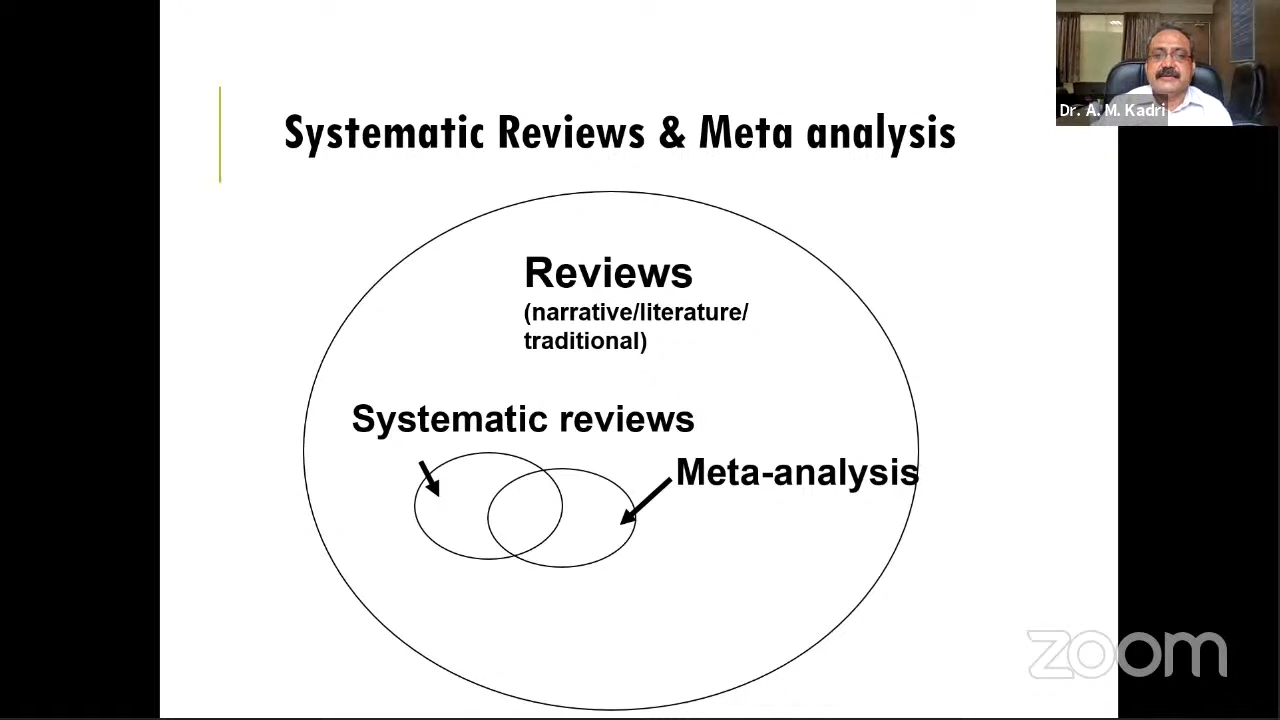 Systematic Reviews & Meta analysis
Dr. A. M. Kadri
Reviews
(narrative/literature/
traditional)
Systematic reviews
Meta-analysis
zoom